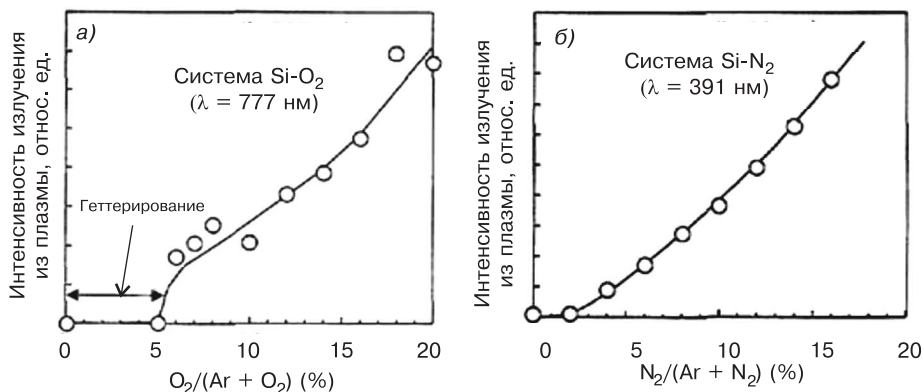 Интенсивность излучения
из плазмы, относ. ед.
а)
Система Si-O₂
(λ = 777 нм)
Геттерирование
0 5 10 15 20
O₂/(Ar + O₂) (%)
Интенсивность излучения
из плазмы, относ. ед.
б)
Система Si-N₂
(λ = 391 нм)
0 5 10 15 20
N₂/(Ar + N₂) (%)